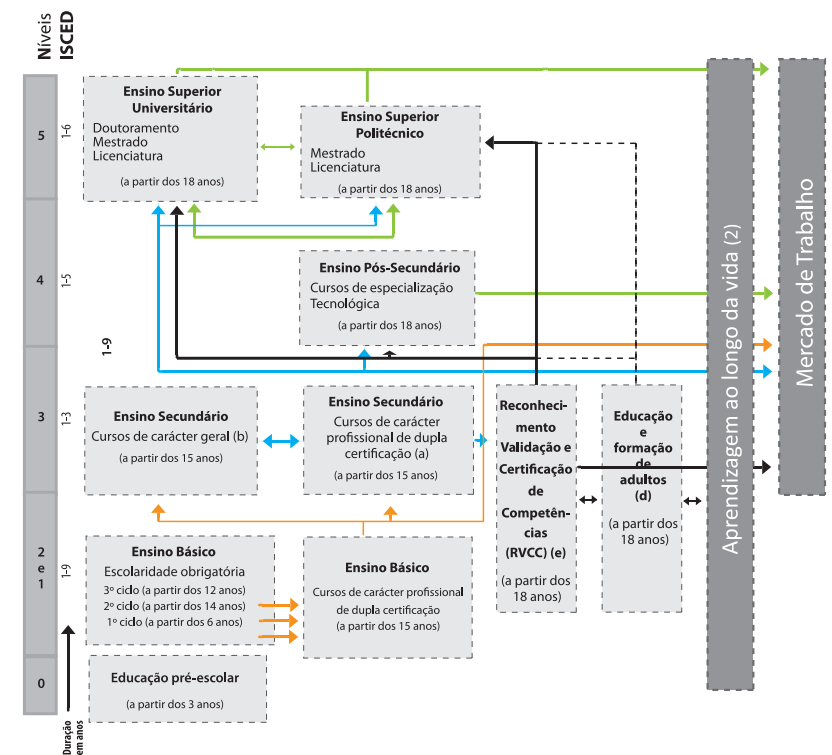 Níveis
ISCED
5
1-6
4
1-5
1-9
3
1-3
2
e
1
1-9
0
Duração
em anos
Ensino Superior
Universitário
Doutoramento
Mestrado
Licenciatura
(a partir dos 18 anos)
Ensino Superior
Politécnico
Mestrado
Licenciatura
(a partir dos 18 anos)
Ensino Pós-Secundário
Cursos de especialização
Tecnológica
(a partir dos 18 anos)
Ensino Secundário
Cursos de carácter geral (b)
(a partir dos 15 anos)
Ensino Secundário
Cursos de carácter
profissional de dupla
certificação (a)
(a partir dos 15 anos)
Reconheci-
mento
Validação e
Certificação
de
Competên-
cias
(RVCC) (e)
(a partir dos
18 anos)
Educação
e
formação
de
adultos
(d)
(a partir dos
18 anos)
Ensino Básico
Escolaridade obrigatória
3º ciclo (a partir dos 12 anos)
2º ciclo (a partir dos 14 anos)
1º ciclo (a partir dos 6 anos)
Ensino Básico
Cursos de carácter profissional
de dupla certificação
(a partir dos 15 anos)
Educação pré-escolar
(a partir dos 3 anos)
Aprendizagem ao longo da vida (2)
Mercado de Trabalho